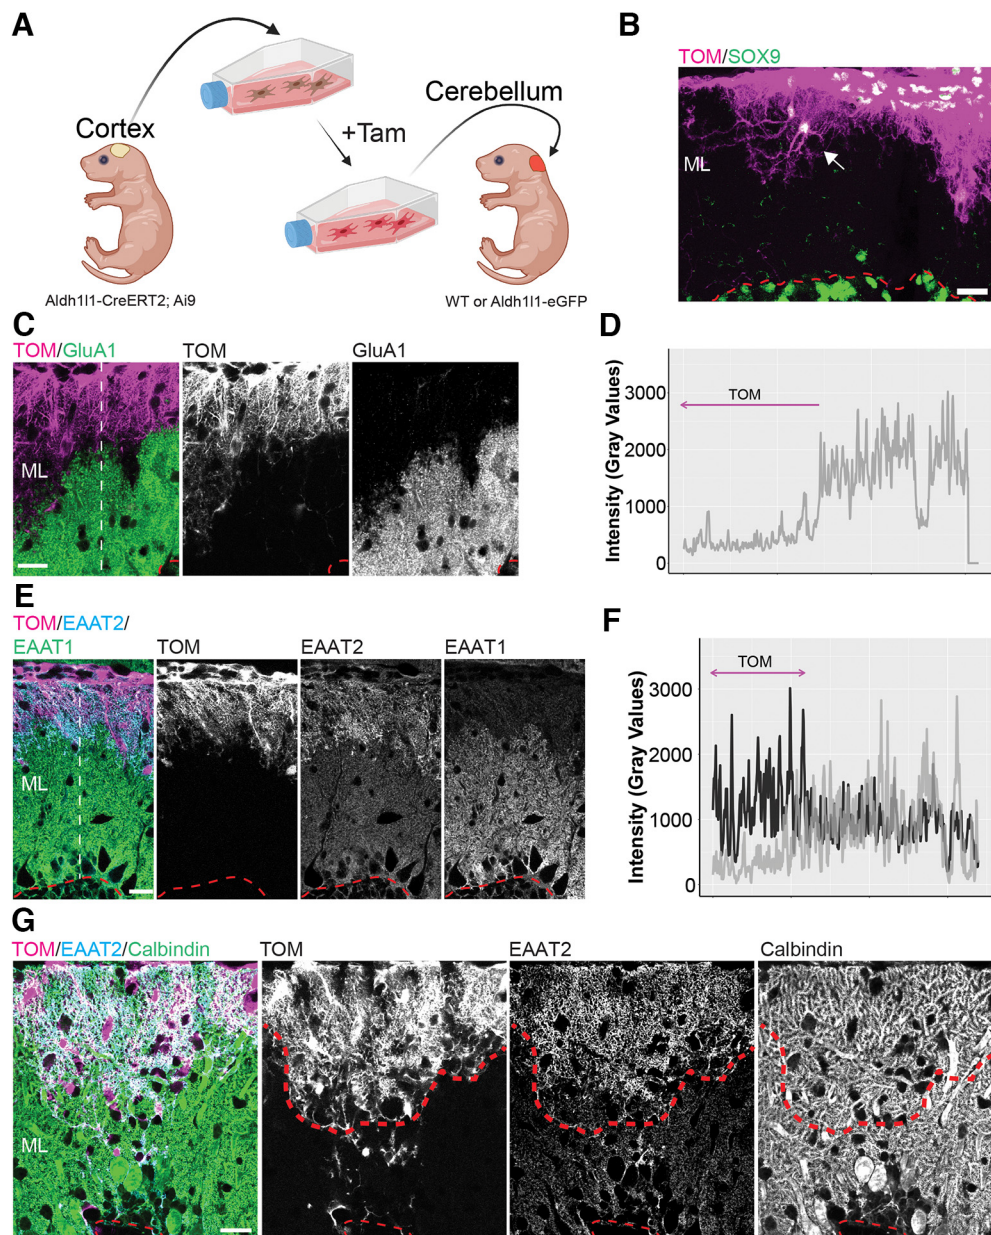 A
Cortex
+Tam
Cerebellum
Aldh1l1-CreERT2; Ai9
WT or Aldh1l1-eGFP
B
TOM/SOX9
ML
C
TOM/GluA1
TOM
GluA1
ML
D
Intensity (Gray Values)
3000
2000
1000
0
TOM
E
TOM/EAAT2/
EAAT1
TOM
EAAT2
EAAT1
ML
F
Intensity (Gray Values)
3000
2000
1000
0
TOM
G
TOM/EAAT2/Calbindin
TOM
EAAT2
Calbindin
ML